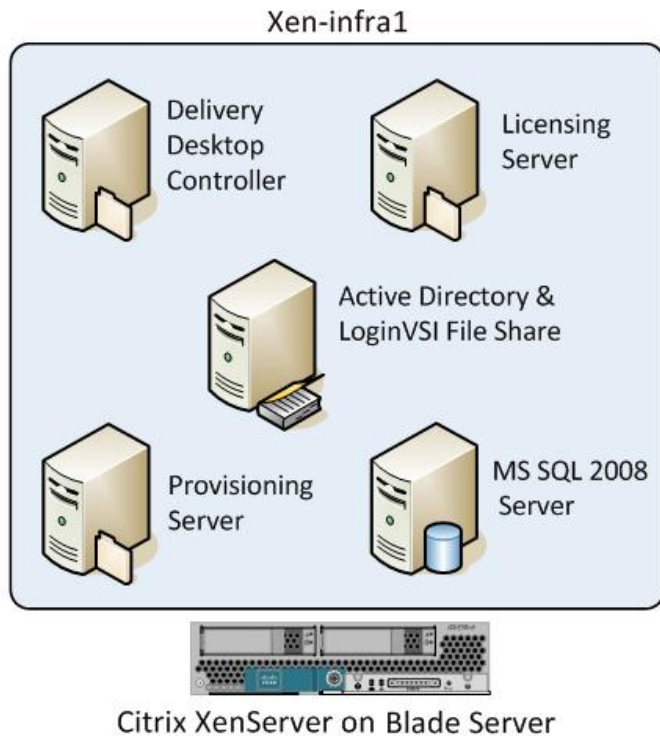 Xen-infra1
Delivery
Desktop
Controller
Licensing
Server
Active Directory &
LoginVSI File Share
Provisioning
Server
MS SQL 2008
Server
Citrix XenServer on Blade Server